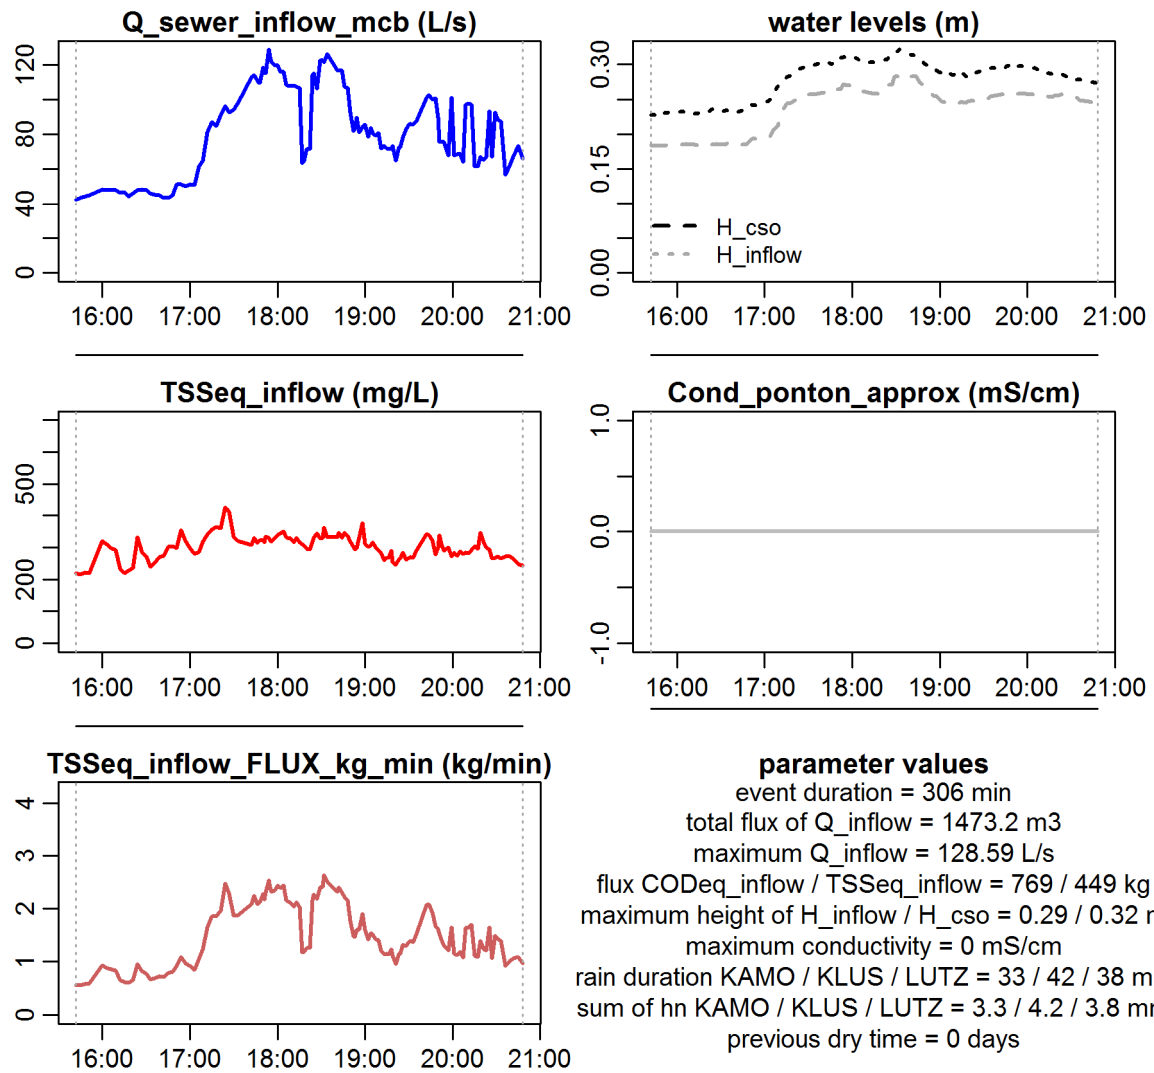 Q_sewer_inflow_mcb (L/s)
0
40
80
120
16:00 17:00 18:00 19:00 20:00 21:00
water levels (m)
0.00
0.15
0.30
H_cso
H_inflow
16:00 17:00 18:00 19:00 20:00 21:00
TSSeq_inflow (mg/L)
0
200
500
16:00 17:00 18:00 19:00 20:00 21:00
Cond_ponton_approx (mS/cm)
-1.0
0.0
1.0
16:00 17:00 18:00 19:00 20:00 21:00
TSSeq_inflow_FLUX_kg_min (kg/min)
0
1
2
3
4
16:00 17:00 18:00 19:00 20:00 21:00
parameter values
event duration = 306 min
total flux of Q_inflow = 1473.2 m3
maximum Q_inflow = 128.59 L/s
flux CODeq_inflow / TSSeq_inflow = 769 / 449 kg
maximum height of H_inflow / H_cso = 0.29 / 0.32
maximum conductivity = 0 mS/cm
rain duration KAMO / KLUS / LUTZ = 33 / 42 / 38
sum of hn KAMO / KLUS / LUTZ = 3.3 / 4.2 / 3.8
previous dry time = 0 days